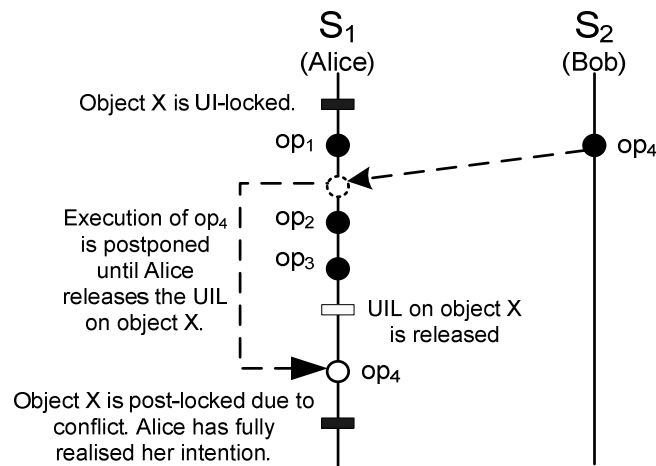 S1
(Alice)
S2
(Bob)
Object X is UI-locked.
op1
op4
Execution of op4
is postponed
until Alice
releases the UIL
on object X.
op2
op3
UIL on object X
is released
op4
Object X is post-locked due to
conflict. Alice has fully
realised her intention.